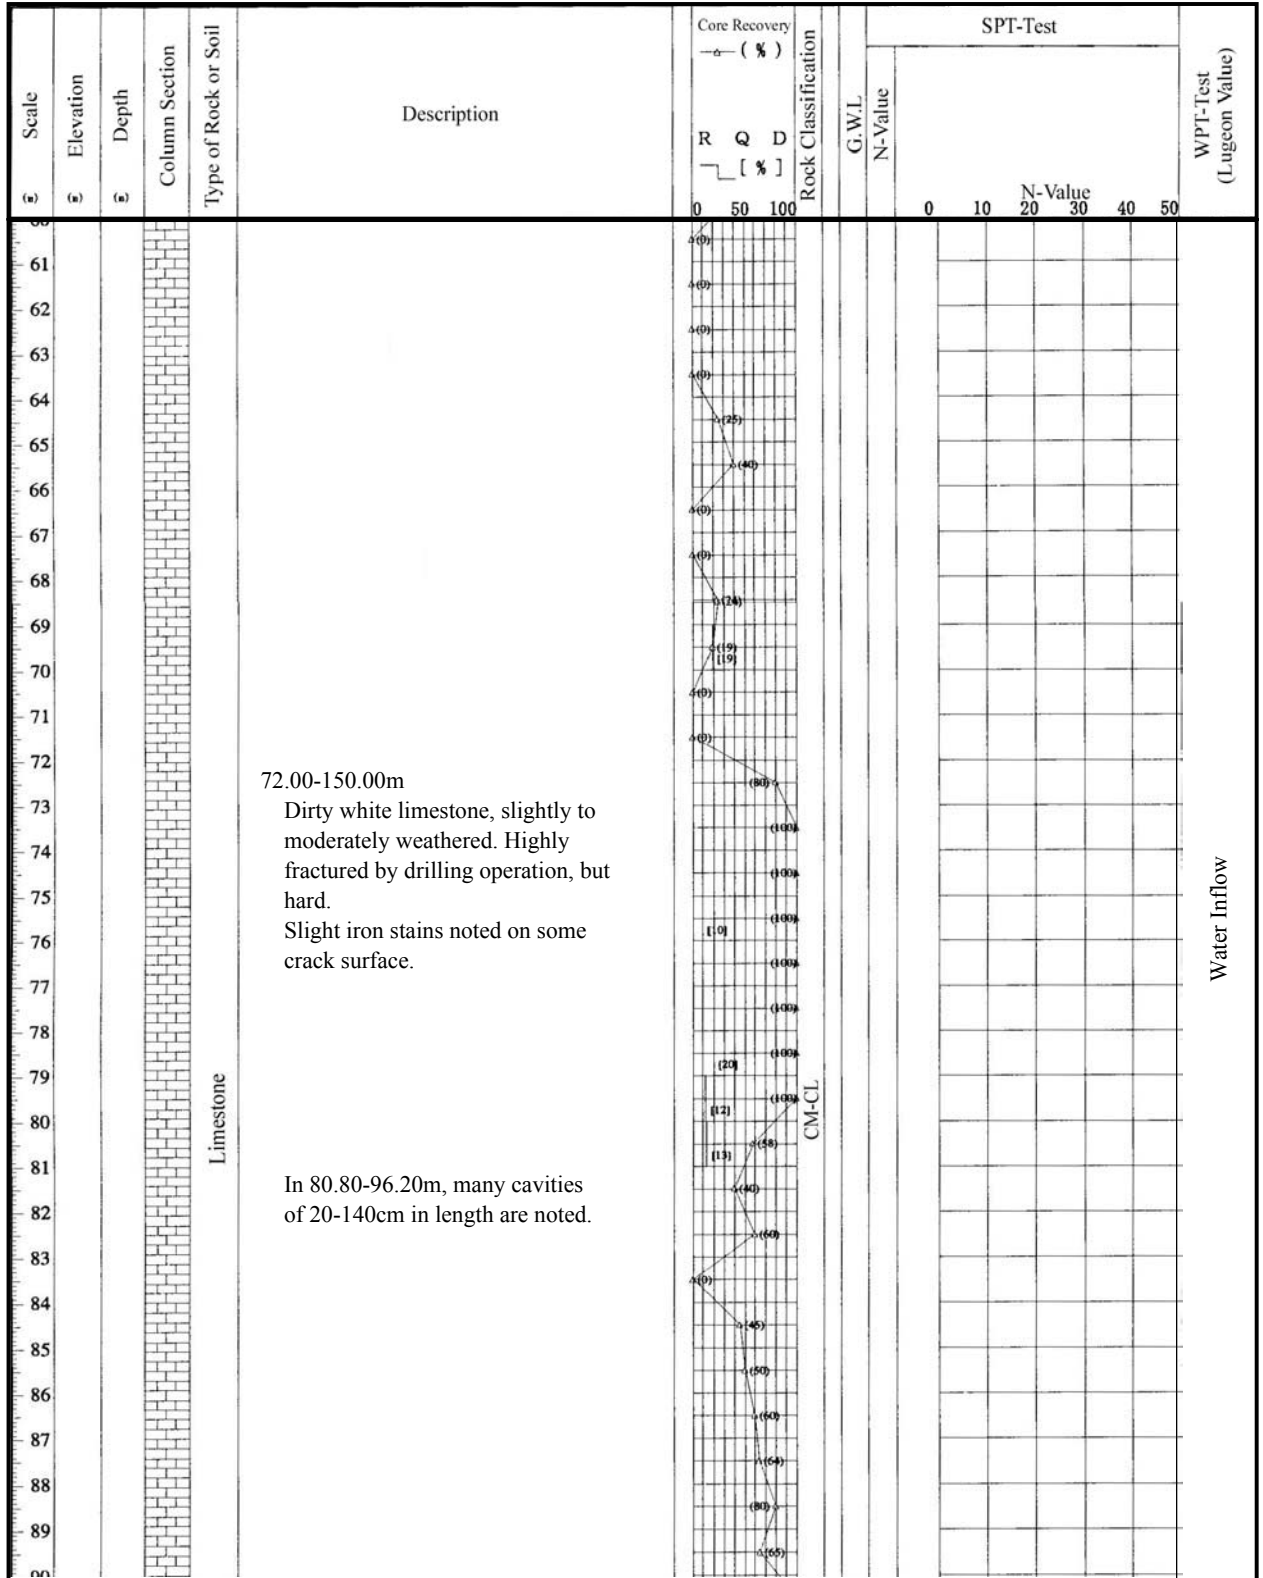 Scale
(m)
Elevation
(m)
Depth
(m)
Column Section
Type of Rock or Soil
Description
Core Recovery
( % )
R Q D
[ % ]
0 50 100
Rock Classification
G.W.L
SPT-Test
N-Value
N-Value
0 10 20 30 40 50
WPT-Test
(Lugeon Value)
(0)
61
(0)
62
(0)
63
(0)
64
(25)
65
(40)
66
(0)
67
(0)
68
(24)
69
(19)
[19]
70
(0)
71
(0)
72
72.00-150.00m
(80)
73
Dirty white limestone, slightly to
(100)
moderately weathered. Highly
74
fractured by drilling operation, but
(100)
75
hard.
(100)
Slight iron stains noted on some
[10]
76
crack surface.
(100)
77
(100)
78
(100)
[20]
79
(100)
[12]
80
(58)
[13]
81
In 80.80-96.20m, many cavities
(40)
82
of 20-140cm in length are noted.
(60)
83
(0)
84
(45)
85
(50)
86
(60)
87
(64)
88
(80)
89
(65)
90
Limestone
CM-CL
Water Inflow